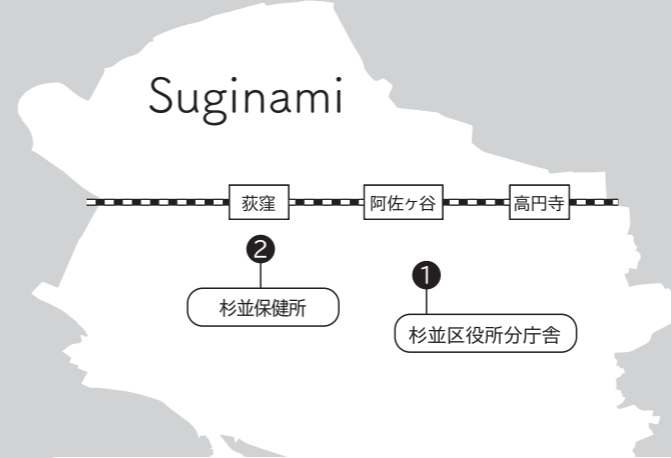 Suginami
荻窪
阿佐ヶ谷
高円寺
2
杉並保健所
1
杉並区役所分庁舎